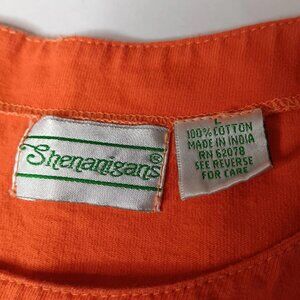 Shenanigans®
L
100% COTTON
MADE IN INDIA
RN 62078
SEE REVERSE
FOR CARE